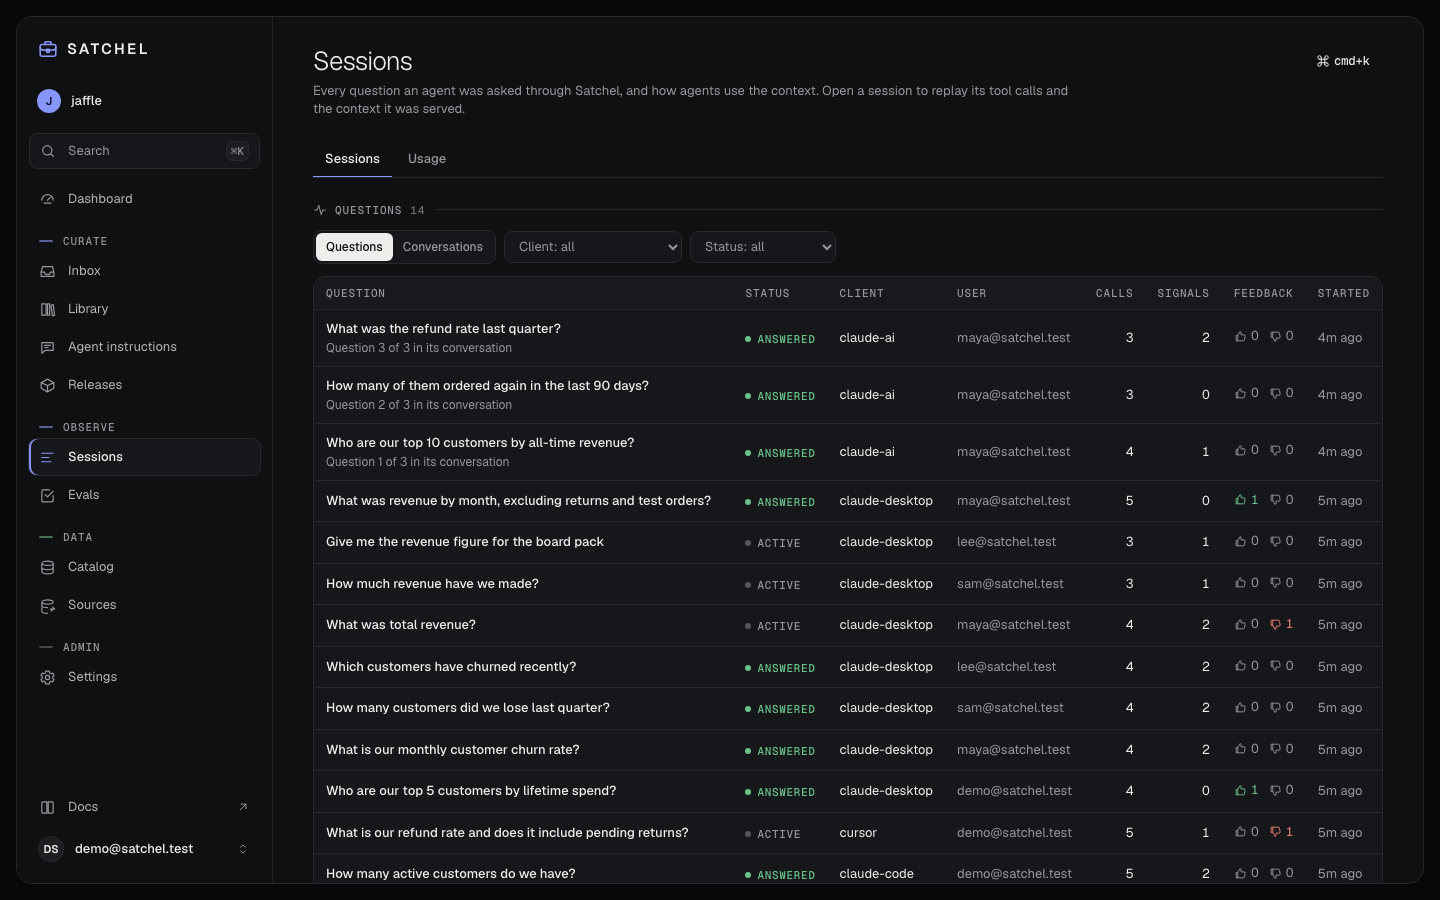 SATCHEL
J jaffle
Search ⌘K
Dashboard
CURATE
Inbox
Library
Agent instructions
Releases
OBSERVE
Sessions
Evals
DATA
Catalog
Sources
ADMIN
Settings
Docs
DS demo@satchel.test
Sessions
⌘ cmd+k
Every question an agent was asked through Satchel, and how agents use the context. Open a session to replay its tool calls and
the context it was served.
Sessions Usage
QUESTIONS 14
Questions Conversations Client: all Status: all
QUESTION STATUS CLIENT USER CALLS SIGNALS FEEDBACK STARTED
What was the refund rate last quarter? ANSWERED claude-ai maya@satchel.test 3 2 0 0 4m ago
Question 3 of 3 in its conversation
How many of them ordered again in the last 90 days? ANSWERED claude-ai maya@satchel.test 3 0 0 0 4m ago
Question 2 of 3 in its conversation
Who are our top 10 customers by all-time revenue? ANSWERED claude-ai maya@satchel.test 4 1 0 0 4m ago
Question 1 of 3 in its conversation
What was revenue by month, excluding returns and test orders? ANSWERED claude-desktop maya@satchel.test 5 0 1 0 5m ago
Give me the revenue figure for the board pack ACTIVE claude-desktop lee@satchel.test 3 1 0 0 5m ago
How much revenue have we made? ACTIVE claude-desktop sam@satchel.test 3 1 0 0 5m ago
What was total revenue? ACTIVE claude-desktop maya@satchel.test 4 2 0 1 5m ago
Which customers have churned recently? ANSWERED claude-desktop lee@satchel.test 4 2 0 0 5m ago
How many customers did we lose last quarter? ANSWERED claude-desktop sam@satchel.test 4 2 0 0 5m ago
What is our monthly customer churn rate? ANSWERED claude-desktop maya@satchel.test 4 2 0 0 5m ago
Who are our top 5 customers by lifetime spend? ANSWERED claude-desktop demo@satchel.test 4 0 1 0 5m ago
What is our refund rate and does it include pending returns? ACTIVE cursor demo@satchel.test 5 1 0 1 5m ago
How many active customers do we have? ANSWERED claude-code demo@satchel.test 5 2 0 0 5m ago